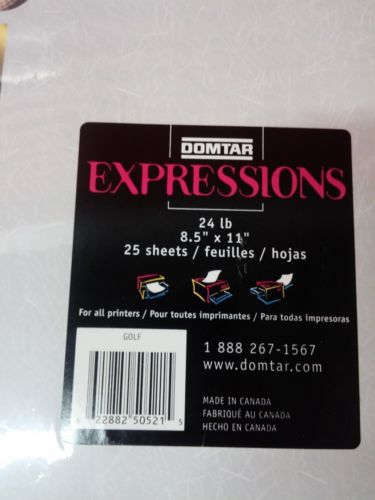 DOMTAR
EXPRESSIONS
24 lb
8.5" x 11"
25 sheets / feuilles / hojas
For all printers / Pour toutes imprimantes / Para todas impresoras
GOLF
6 22882 50521 5
1 888 267-1567
www.domtar.com
MADE IN CANADA
FABRIQUÉ AU CANADA
HECHO EN CANADA